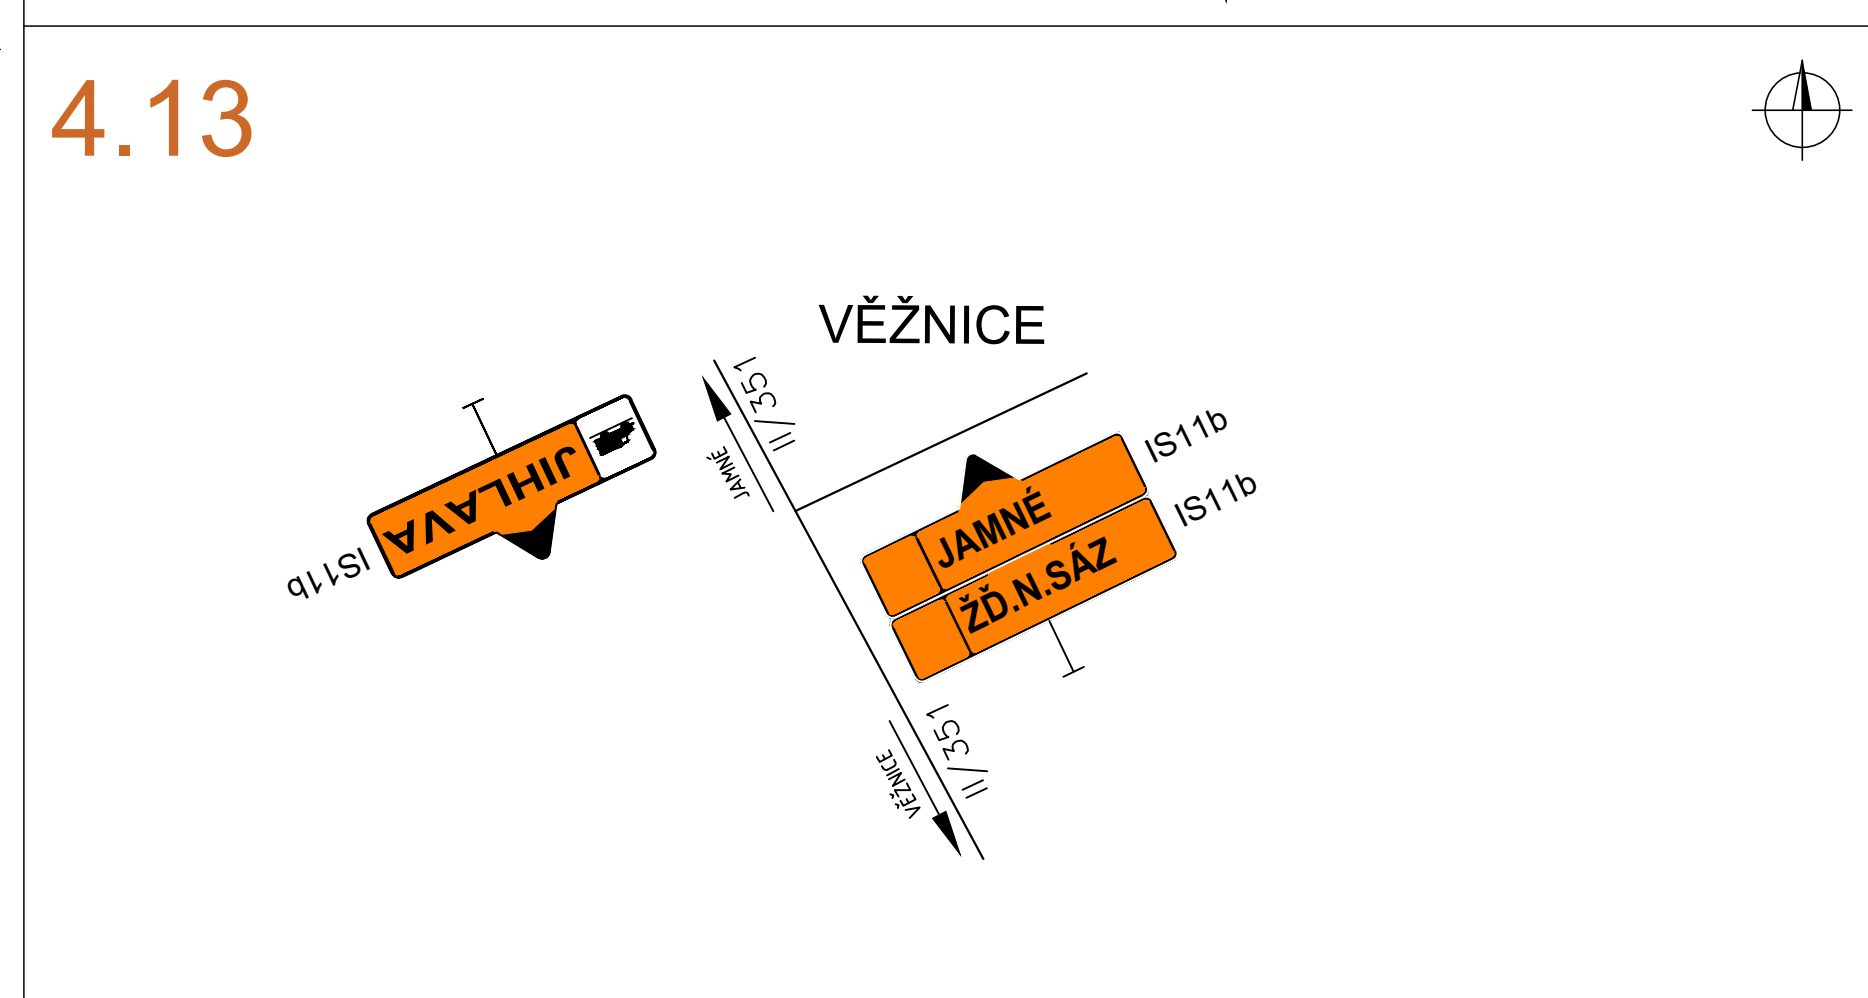 4.13
VĚŽNICE
II/351
JAMNÉ
JIHLAVA
IS11b
JAMNÉ
IS11b
ŽĎ.N.SÁZ
IS11b
II/351
VĚŽNICE